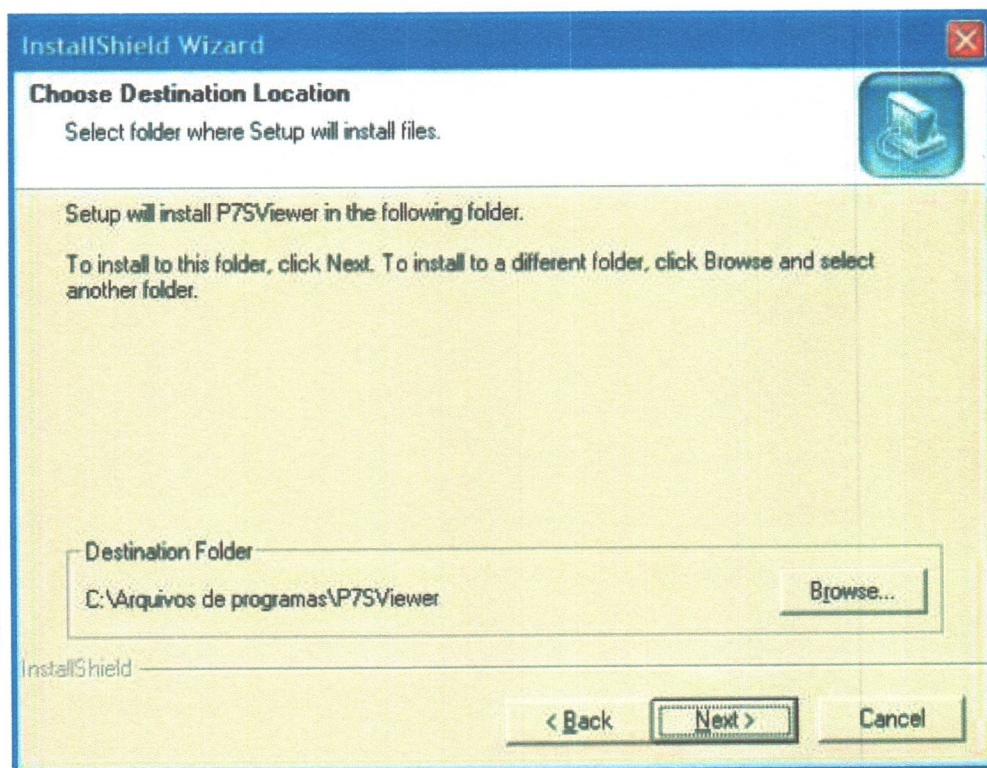 InstallShield Wizard
Choose Destination Location
Select folder where Setup will install files.
Setup will install P7SViewer in the following folder.
To install to this folder, click Next. To install to a different folder, click Browse and select
another folder.
Destination Folder
C:\Arquivos de programas\P7SViewer
Browse...
InstallShield
< Back
Next >
Cancel